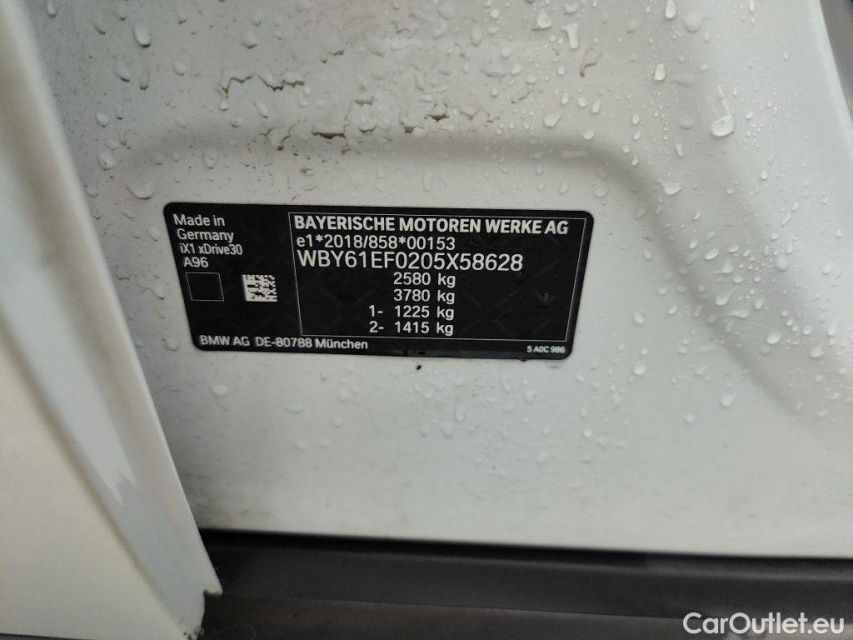 Made in
Germany
iX1 xDrive30
A96
BAYERISCHE MOTOREN WERKE AG
e1*2018/858*00153
WBY61EF0205X58628
2580 kg
3780 kg
1- 1225 kg
2- 1415 kg
BMW AG DE-80788 München
5 A0C 986
CarOutlet.eu